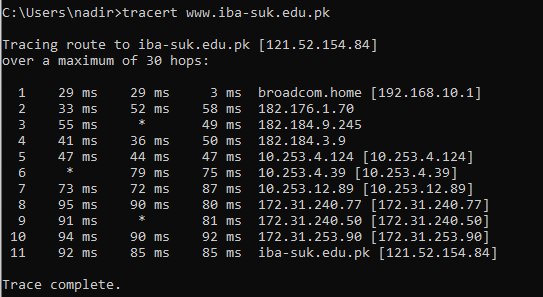 C:\Users\nadir>tracert www.iba-suk.edu.pk
Tracing route to iba-suk.edu.pk [121.52.154.84]
over a maximum of 30 hops:
1 29 ms 29 ms 3 ms broadcom.home [192.168.10.1]
2 33 ms 52 ms 58 ms 182.176.1.70
3 55 ms * 49 ms 182.184.9.245
4 41 ms 36 ms 50 ms 182.184.3.9
5 47 ms 44 ms 47 ms 10.253.4.124 [10.253.4.124]
6 * 79 ms 75 ms 10.253.4.39 [10.253.4.39]
7 73 ms 72 ms 87 ms 10.253.12.89 [10.253.12.89]
8 95 ms 90 ms 80 ms 172.31.240.77 [172.31.240.77]
9 91 ms * 81 ms 172.31.240.50 [172.31.240.50]
10 94 ms 90 ms 92 ms 172.31.253.90 [172.31.253.90]
11 92 ms 85 ms 85 ms iba-suk.edu.pk [121.52.154.84]
Trace complete.